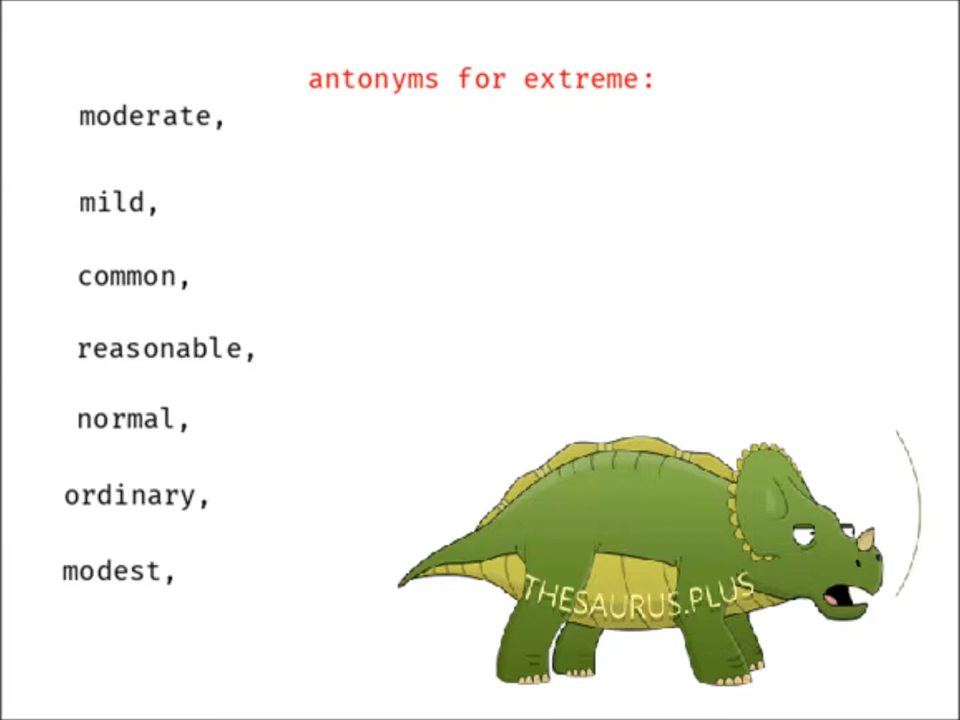 antonyms for extreme:
moderate,
mild,
common,
reasonable,
normal,
ordinary,
modest,
THESAURUS.PLUS